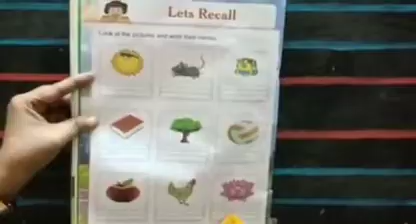 Lets Recall
Look at the pictures and write their names.